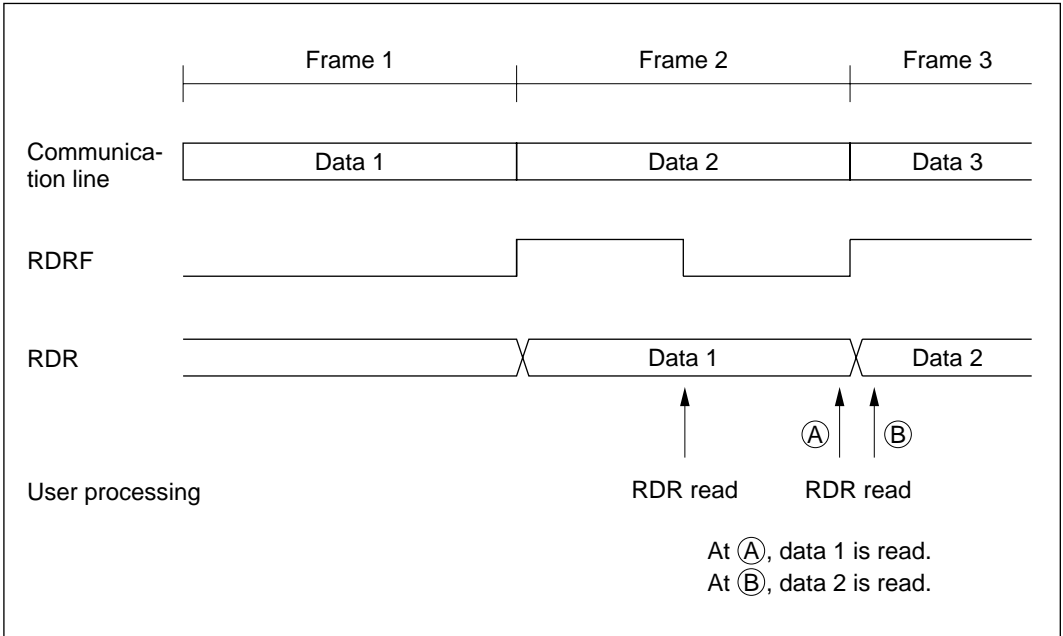 Frame 1 Frame 2 Frame 3
Communica-
tion line
Data 1 Data 2 Data 3
RDRF
RDR
Data 1 Data 2
Ⓐ Ⓑ
User processing
RDR read RDR read
At Ⓐ, data 1 is read.
At Ⓑ, data 2 is read.